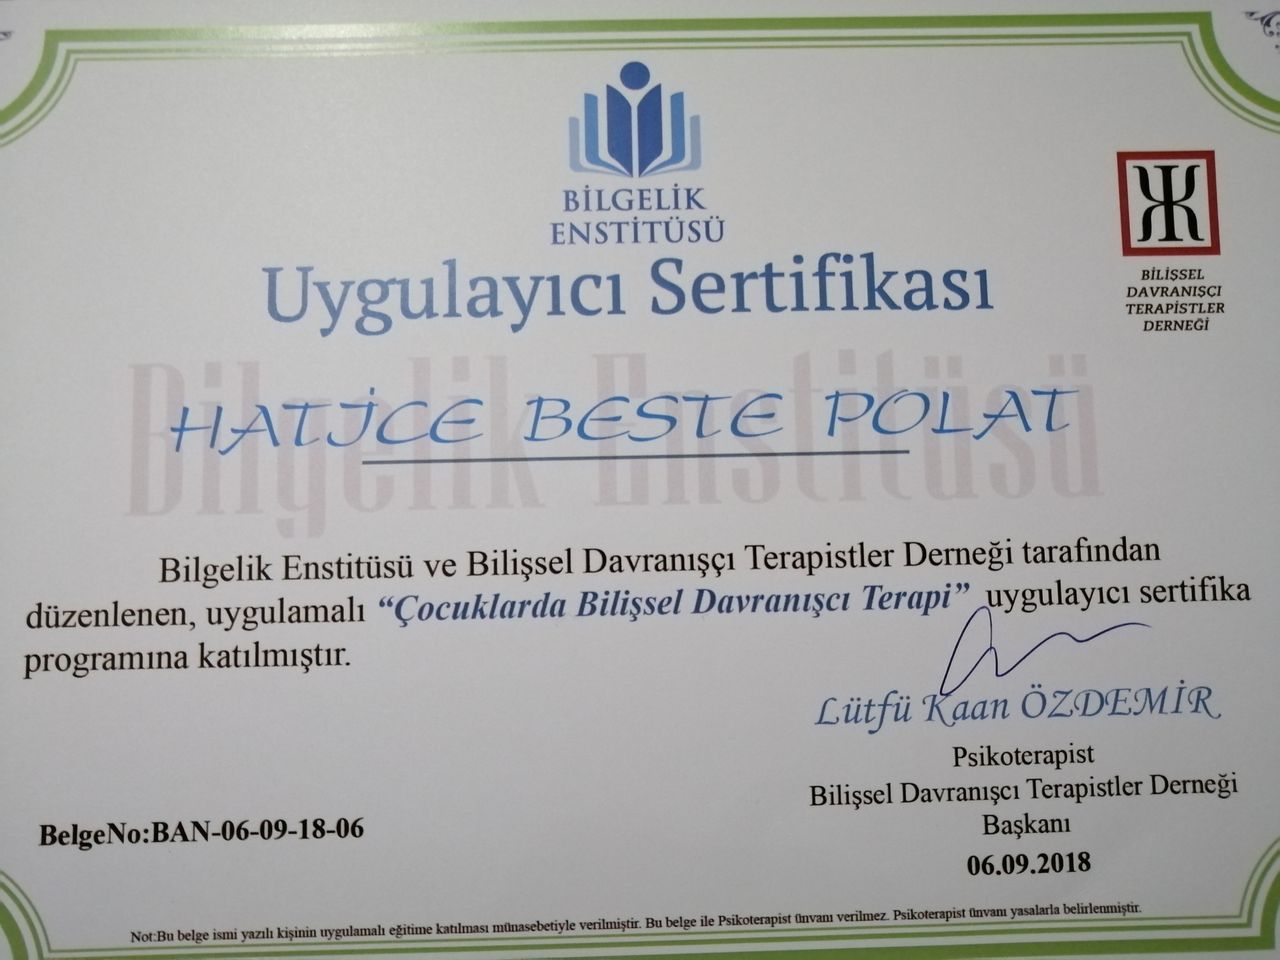 BİLGELİK
ENSTİTÜSÜ
BİLİŞSEL
DAVRANIŞCI
TERAPİSTLER
DERNEĞİ
Uygulayıcı Sertifikası
Bilgelik Enstitüsü
HATİCE BESTE POLAT
Bilgelik Enstitüsü ve Bilişsel Davranışçı Terapistler Derneği tarafından
düzenlenen, uygulamalı “Çocuklarda Bilişsel Davranışcı Terapi” uygulayıcı sertifika
programına katılmıştır.
Lütfü Kaan ÖZDEMİR
Psikoterapist
Bilişsel Davranışcı Terapistler Derneği
Başkanı
06.09.2018
BelgeNo:BAN-06-09-18-06
Not:Bu belge ismi yazılı kişinin uygulamalı eğitime katılması münasebetiyle verilmiştir. Bu belge ile Psikoterapist ünvanı verilmez. Psikoterapist ünvanı yasalarla belirlenmiştir.